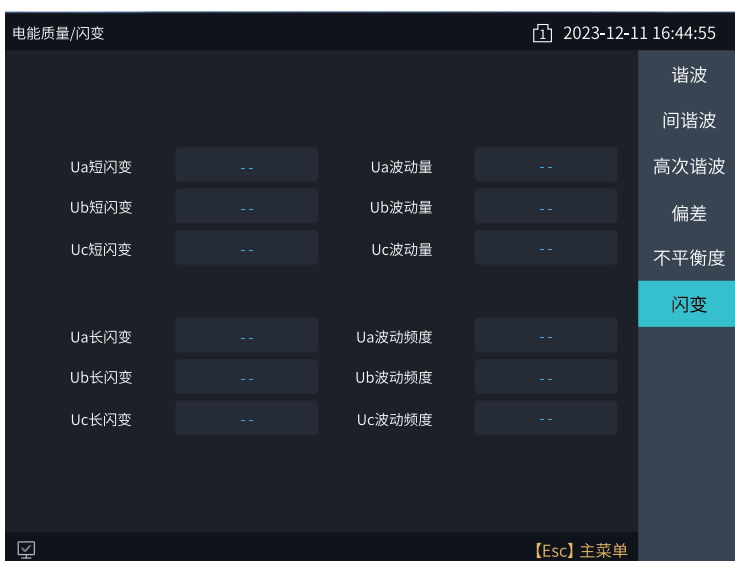 电能质量/闪变
1 2023-12-11 16:44:55
谐波
间谐波
高次谐波
偏差
不平衡度
闪变
Ua短闪变 -- Ua波动量 --
Ub短闪变 -- Ub波动量 --
Uc短闪变 -- Uc波动量 --
Ua长闪变 -- Ua波动频度 --
Ub长闪变 -- Ub波动频度 --
Uc长闪变 -- Uc波动频度 --
【Esc】主菜单